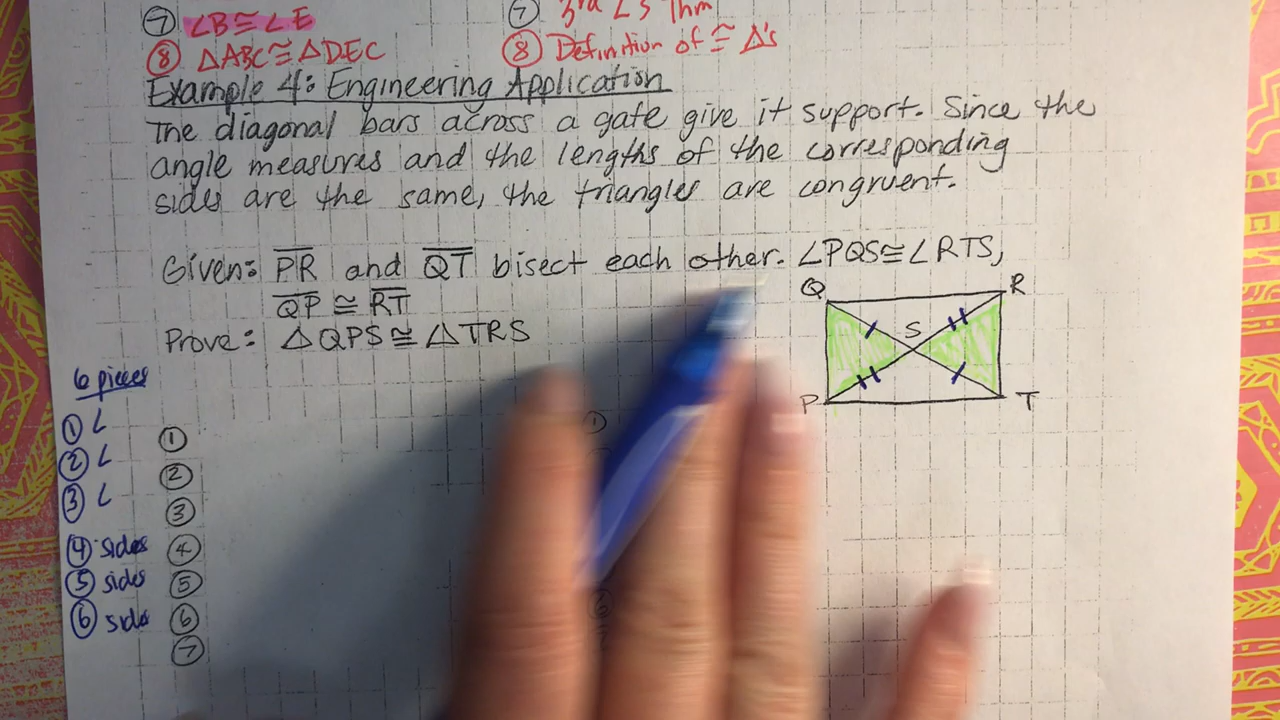 ⑦ ∠B≅∠E ⑦ 3rd ∠'s Thm
⑧ △ABC≅△DEC ⑧ Definition of ≅ △'s
Example 4: Engineering Application
The diagonal bars across a gate give it support. Since the
angle measures and the lengths of the corresponding
sides are the same, the triangles are congruent.
Given: PR and QT bisect each other. ∠PQS≅∠RTS,
QP ≅ RT
Prove: △QPS≅△TRS
Q R
S
P T
6 pieces
① ∠
② ∠
③ ∠
④ sides
⑤ sides
⑥ side
①
②
③
④
⑤
⑥
⑦
①